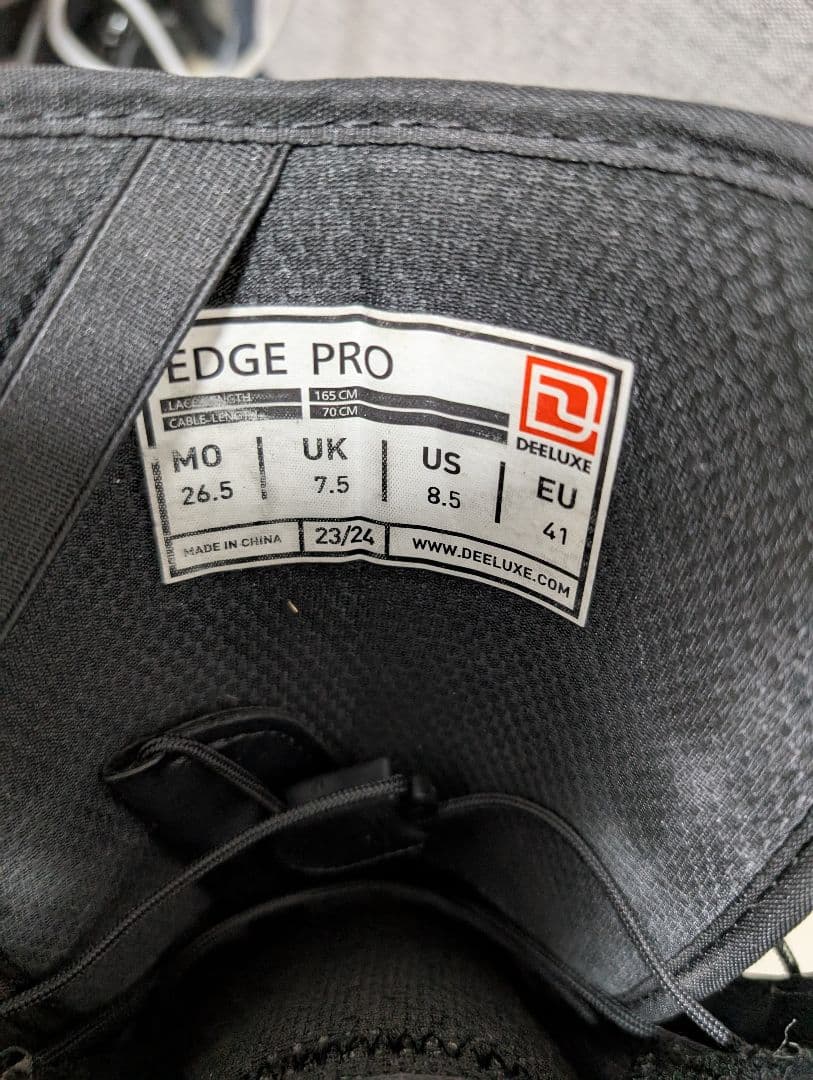 EDGE PRO
LACE LENGTH 165 CM
CABLE-LENGTH 70 CM
DEELUXE
MO UK US EU
26.5 7.5 8.5 41
MADE IN CHINA 23/24 WWW.DEELUXE.COM